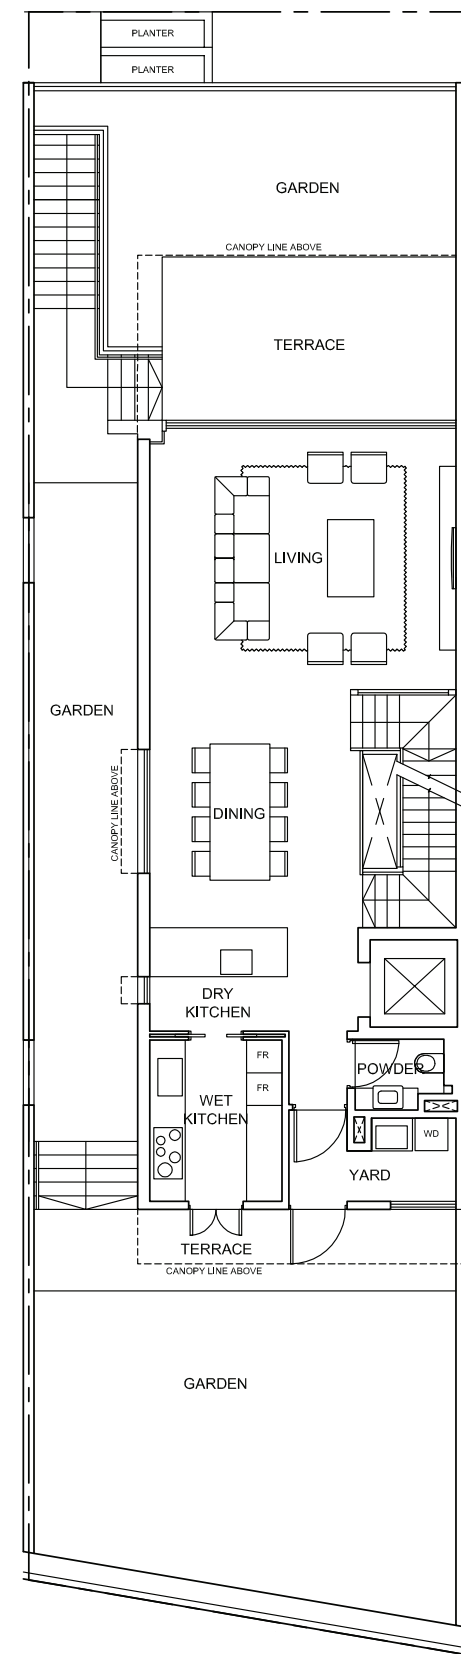 PLANTER
PLANTER
GARDEN
CANOPY LINE ABOVE
TERRACE
LIVING
GARDEN
CANOPY LINE ABOVE
DINING
DRY
KITCHEN
FR
POWDER
FR
WET
KITCHEN
WD
YARD
TERRACE
CANOPY LINE ABOVE
GARDEN